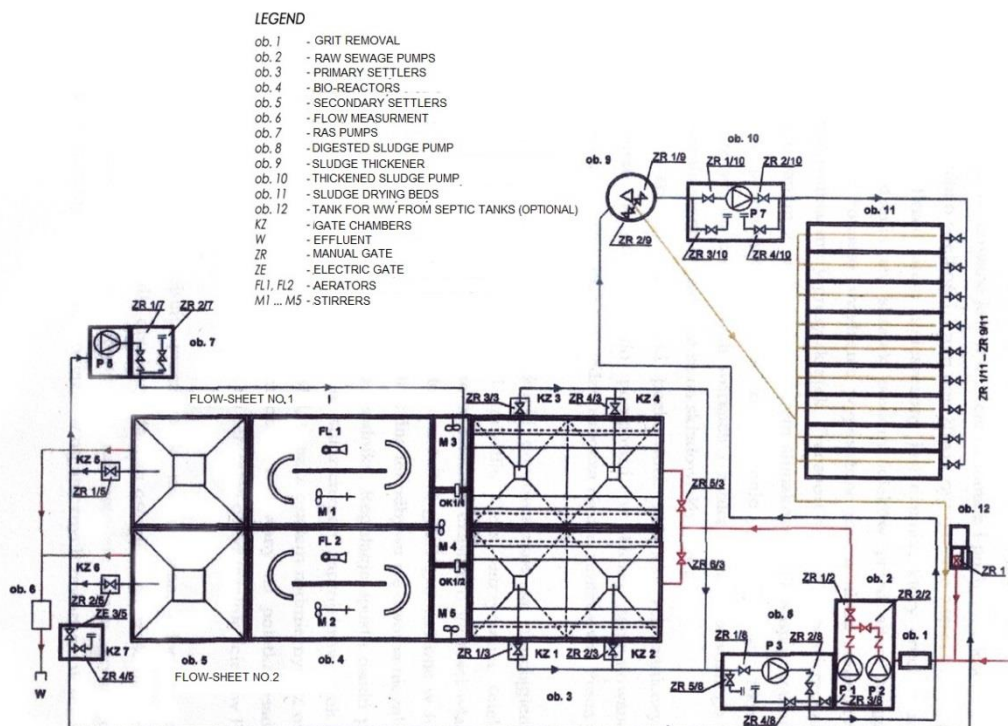 LEGEND
ob. 1 - GRIT REMOVAL
ob. 2 - RAW SEWAGE PUMPS
ob. 3 - PRIMARY SETTLERS
ob. 4 - BIO-REACTORS
ob. 5 - SECONDARY SETTLERS
ob. 6 - FLOW MEASURMENT
ob. 7 - RAS PUMPS
ob. 8 - DIGESTED SLUDGE PUMP
ob. 9 - SLUDGE THICKENER
ob. 10 - THICKENED SLUDGE PUMP
ob. 11 - SLUDGE DRYING BEDS
ob. 12 - TANK FOR WW FROM SEPTIC TANKS (OPTIONAL)
KZ - GATE CHAMBERS
W - EFFLUENT
ZR - MANUAL GATE
ZE - ELECTRIC GATE
FL1, FL2 - AERATORS
M1 ... M5 - STIRRERS
ob. 10
ob. 9 ZR 1/9 ZR 1/10 ZR 2/10
P 7
ob. 11
ZR 2/9 ZR 3/10 ZR 4/10
ZR 1/11 – ZR 9/11
ZR 1/7 ZR 2/7
ob. 7
P 5
FLOW-SHEET NO.1
ZR 3/3 KZ 3 ZR 4/3 KZ 4
FL 1
M 3
KZ 5
ZR 1/5
M 1
OK1/1
ZR 5/3
ob. 12
M 4
ZR 1
FL 2
KZ 6
OK1/2
ZR 6/3
ob. 6
ZR 2/5
ZE 3/5
M 2
M 5
ZR 1/2 ob. 2
ZR 2/2
KZ 7
ZR 1/3 KZ 1 ZR 2/3 KZ 2
ZR 1/8 P 3 ZR 2/8
ob. 1
ob. 5 ob. 4
W ZR 4/5 FLOW-SHEET NO.2
ob. 3
ZR 5/8
P 1 P 2
ZR 4/8 ZR 3/8